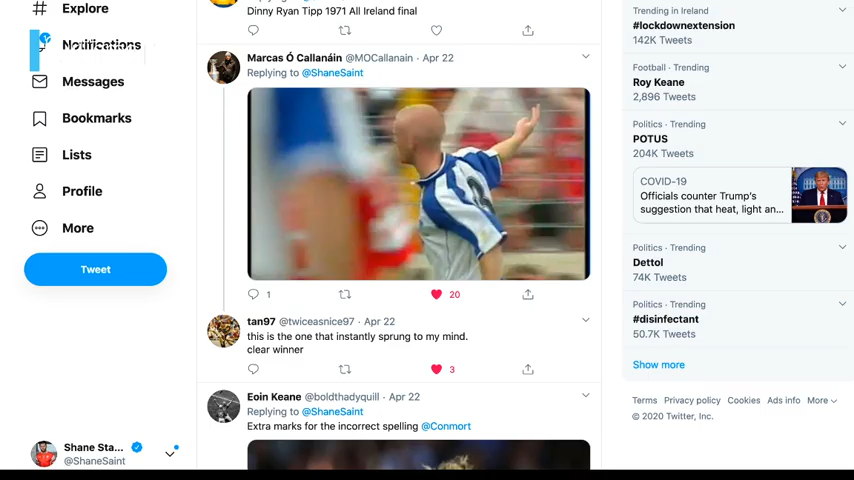 Explore
Notifications
Messages
Bookmarks
Lists
Profile
More
Tweet
Shane Sta...
@ShaneSaint
Dinny Ryan Tipp 1971 All Ireland final
Marcas Ó Callanáin @MOCallanain · Apr 22
Replying to @ShaneSaint
1
20
tan97 @twiceasnice97 · Apr 22
this is the one that instantly sprung to my mind.
clear winner
3
Eoin Keane @boldthadyquill · Apr 22
Replying to @ShaneSaint
Extra marks for the incorrect spelling @Conmort
Trending in Ireland
#lockdownextension
142K Tweets
Football · Trending
Roy Keane
2,896 Tweets
Politics · Trending
POTUS
204K Tweets
COVID-19
Officials counter Trump's
suggestion that heat, light an...
Politics · Trending
Dettol
74K Tweets
Politics · Trending
#disinfectant
50.7K Tweets
Show more
Terms Privacy policy Cookies Ads info More
© 2020 Twitter, Inc.